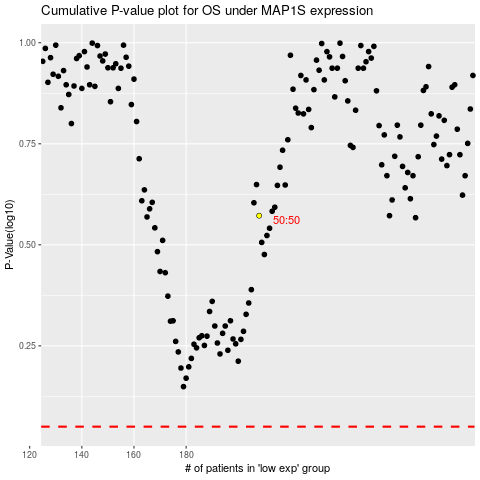 Cumulative P-value plot for OS under MAP1S expression
P-Value(log10)
1.00
0.75
0.50
0.25
50:50
120 140 160 180
# of patients in 'low exp' group